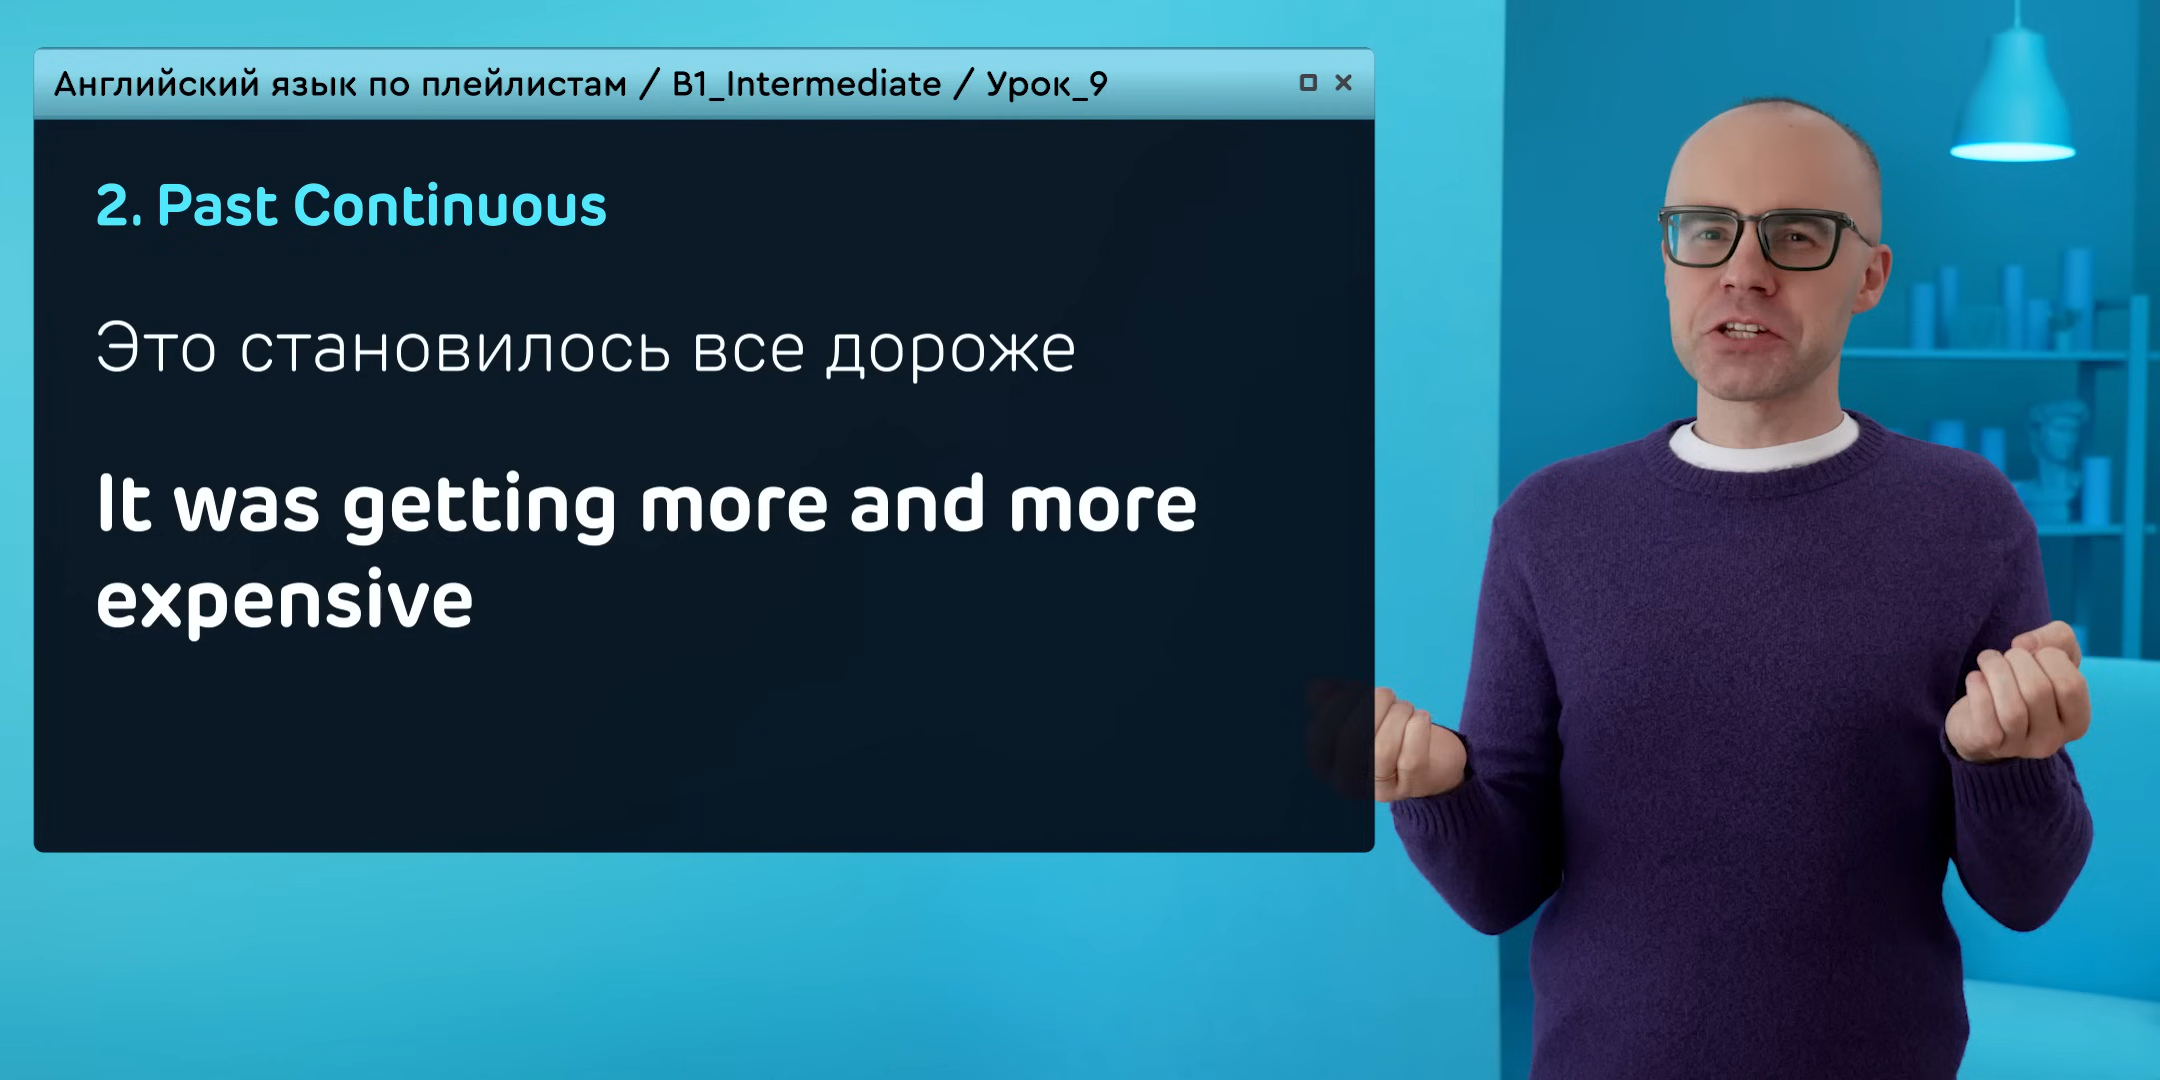 Английский язык по плейлистам / B1_Intermediate / Урок_9
2. Past Continuous
Это становилось все дороже
It was getting more and more
expensive